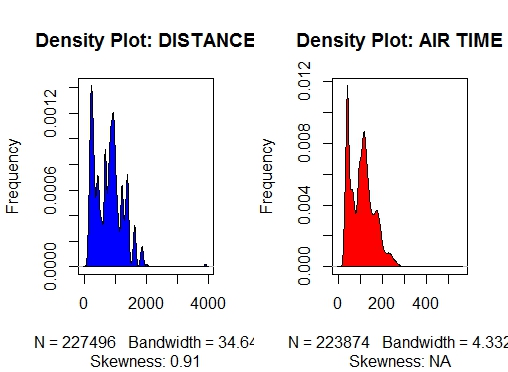 Density Plot: DISTANCE
Frequency
0.0000 0.0006 0.0012
0 2000 4000
N = 227496 Bandwidth = 34.64
Skewness: 0.91
Density Plot: AIR TIME
Frequency
0.000 0.004 0.008 0.012
0 200 400
N = 223874 Bandwidth = 4.332
Skewness: NA